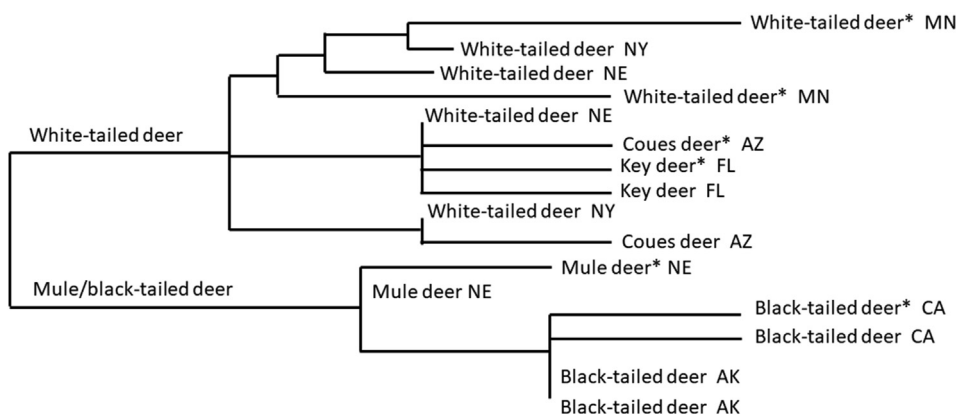 White-tailed deer* MN
White-tailed deer NY
White-tailed deer NE
White-tailed deer* MN
White-tailed deer NE
White-tailed deer
Coues deer* AZ
Key deer* FL
Key deer FL
White-tailed deer NY
Coues deer AZ
Mule deer* NE
Mule/black-tailed deer
Mule deer NE
Black-tailed deer* CA
Black-tailed deer CA
Black-tailed deer AK
Black-tailed deer AK